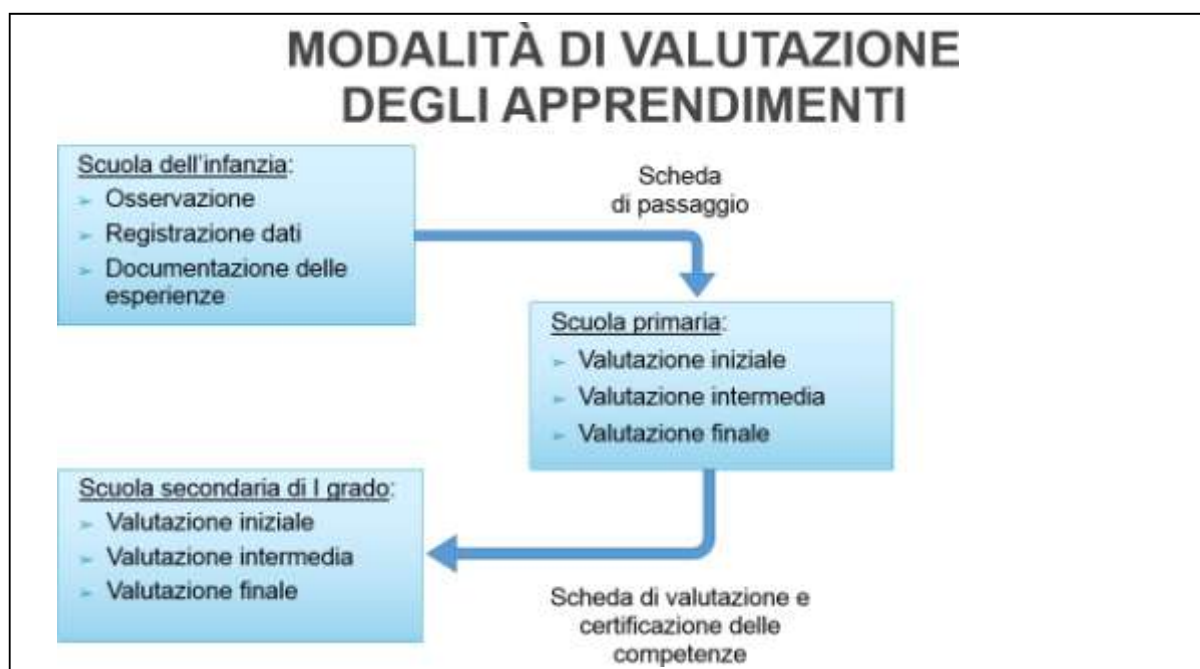 MODALITÀ DI VALUTAZIONE
DEGLI APPRENDIMENTI
Scuola dell'infanzia:
➢ Osservazione
➢ Registrazione dati
➢ Documentazione delle
esperienze
Scheda
di passaggio
Scuola primaria:
➢ Valutazione iniziale
➢ Valutazione intermedia
➢ Valutazione finale
Scuola secondaria di I grado:
➢ Valutazione iniziale
➢ Valutazione intermedia
➢ Valutazione finale
Scheda di valutazione e
certificazione delle
competenze